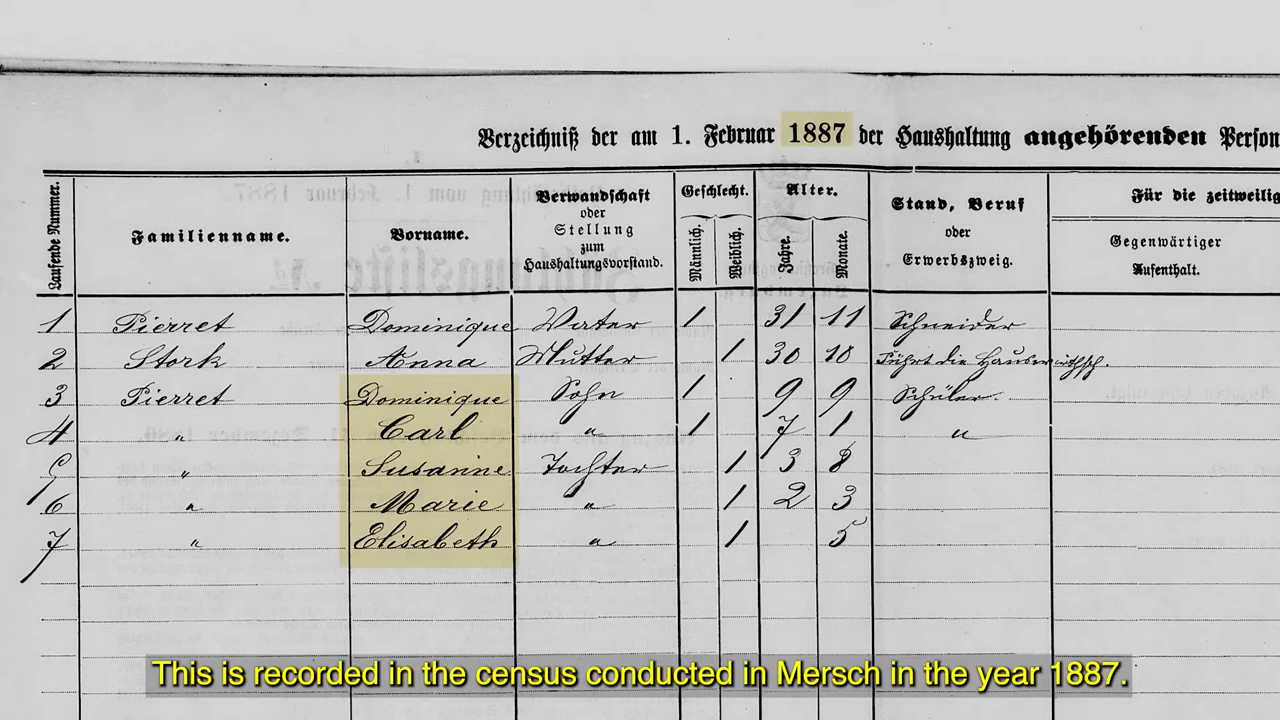 Verzeichniß der am 1. Februar 1887 der Haushaltung angehörenden Person
Laufende Nummer.
Familienname.
Vorname.
Verwandschaft
oder
Stellung
zum
Haushaltungsvorstand.
Geschlecht.
Männlich.
Weiblich.
Alter.
Jahre.
Monate.
Stand, Beruf
oder
Erwerbszweig.
Für die zeitweilig
Gegenwärtiger
Aufenthalt.
1 Pierret Dominique Vater 1 31 11 Schneider
2 Stork Anna Mutter 1 30 10 Führt die Hauswirthsch.
3 Pierret Dominique Sohn 1 9 9 Schüler
4 " Carl " 1 7 1 "
5 " Susanne Tochter 1 3 8
6 " Marie " 1 2 3
7 " Elisabeth " 1 5
This is recorded in the census conducted in Mersch in the year 1887.